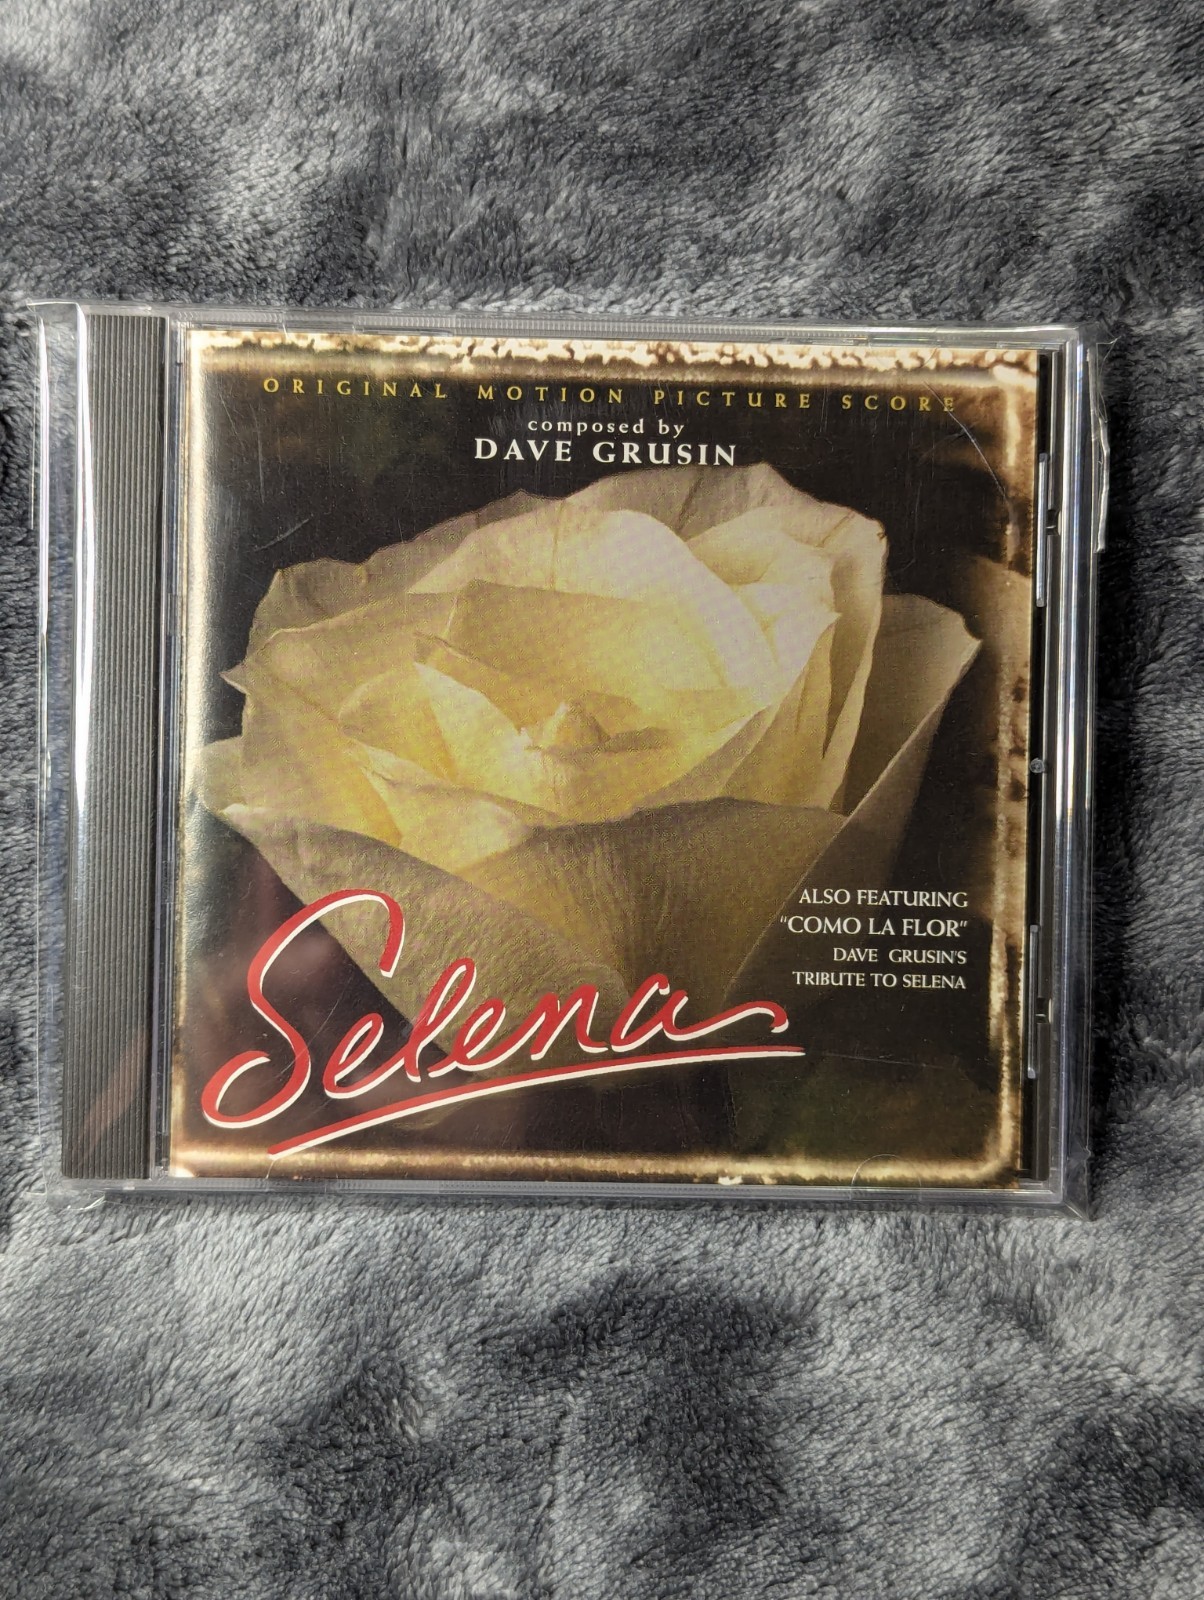 ORIGINAL MOTION PICTURE SCORE
composed by
DAVE GRUSIN
ALSO FEATURING
"COMO LA FLOR"
DAVE GRUSIN'S
TRIBUTE TO SELENA
Selena